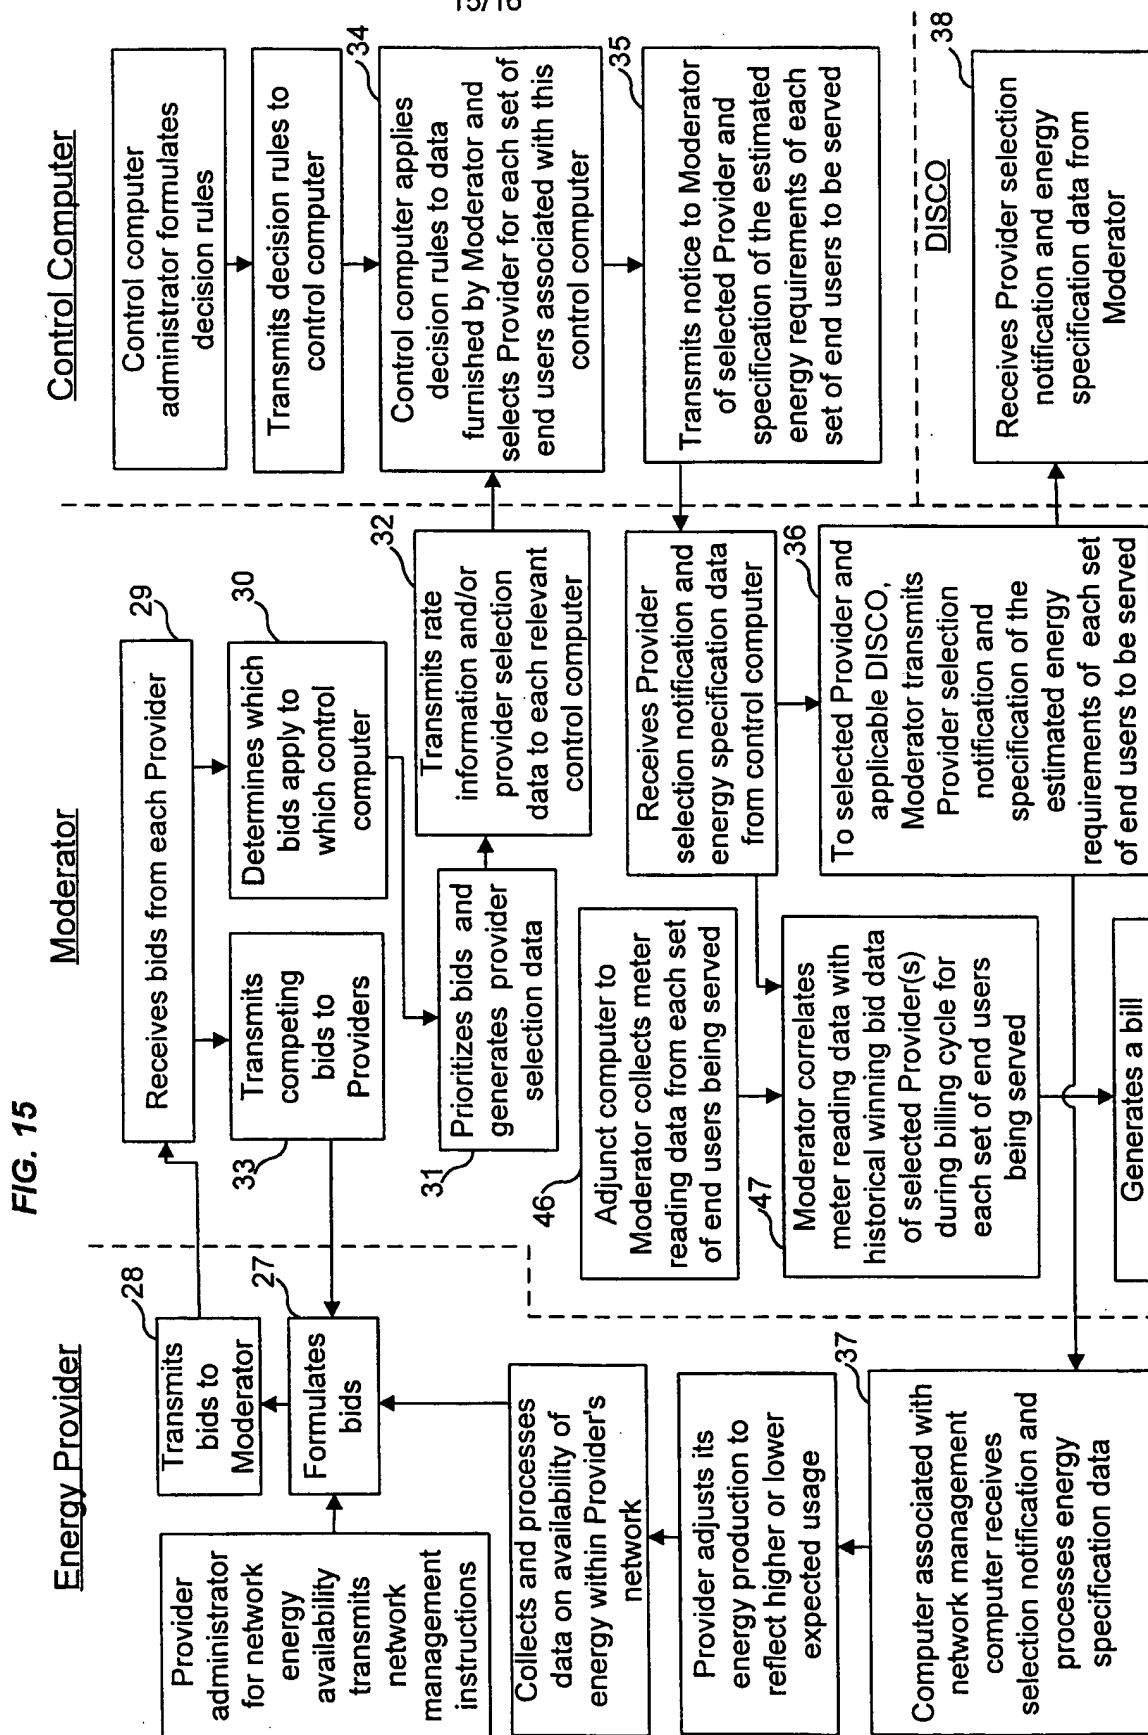 15/16
FIG. 15
Energy Provider
Provider
administrator
for network
energy
availability
transmits
network
management
instructions
28
Transmits
bids to
Moderator
27
Formulates
bids
Collects and processes
data on availability of
energy within Provider's
network
Provider adjusts its
energy production to
reflect higher or lower
expected usage
37
Computer associated with
network management
computer receives
selection notification and
processes energy
specification data
Moderator
29
Receives bids from each Provider
33
Transmits
competing
bids to
Providers
30
Determines which
bids apply to
which control
computer
31
Prioritizes bids and
generates provider
selection data
32
Transmits rate
information and/or
provider selection
data to each relevant
control computer
46
Adjunct computer to
Moderator collects meter
reading data from each set
of end users being served
Receives Provider
selection notification and
energy specification data
from control computer
47
Moderator correlates
meter reading data with
historical winning bid data
of selected Provider(s)
during billing cycle for
each set of end users
being served
36
To selected Provider and
applicable DISCO,
Moderator transmits
Provider selection
notification and
specification of the
estimated energy
requirements of each set
of end users to be served
Generates a bill
Control Computer
Control computer
administrator formulates
decision rules
Transmits decision rules to
control computer
34
Control computer applies
decision rules to data
furnished by Moderator and
selects Provider for each set of
end users associated with this
control computer
35
Transmits notice to Moderator
of selected Provider and
specification of the estimated
energy requirements of each
set of end users to be served
DISCO
38
Receives Provider selection
notification and energy
specification data from
Moderator